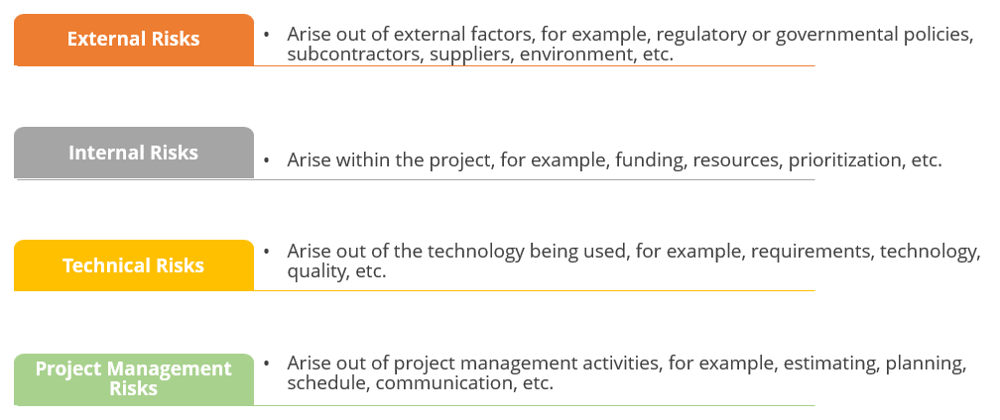 External Risks
• Arise out of external factors, for example, regulatory or governmental policies,
subcontractors, suppliers, environment, etc.
Internal Risks
• Arise within the project, for example, funding, resources, prioritization, etc.
Technical Risks
• Arise out of the technology being used, for example, requirements, technology,
quality, etc.
Project Management
Risks
• Arise out of project management activities, for example, estimating, planning,
schedule, communication, etc.